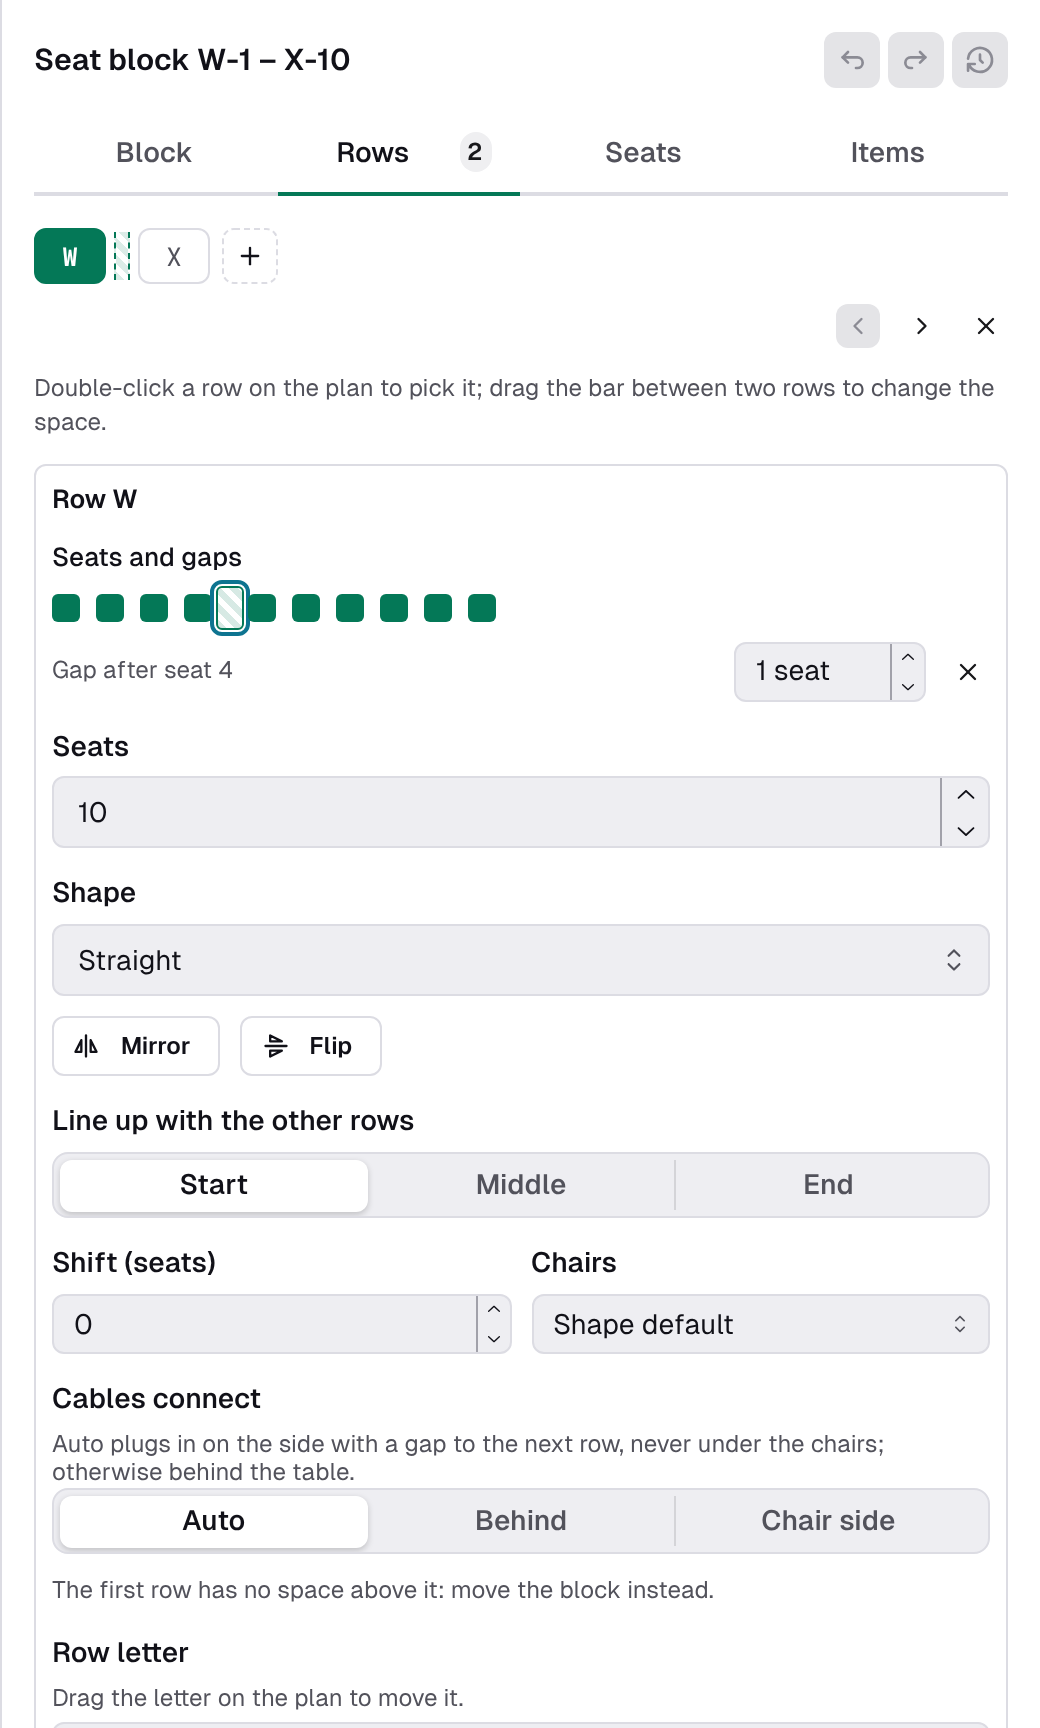 Seat block W-1 – X-10
Block
Rows 2
Seats
Items
W
X
+
Double-click a row on the plan to pick it; drag the bar between two rows to change the
space.
Row W
Seats and gaps
Gap after seat 4
1 seat
Seats
10
Shape
Straight
Mirror
Flip
Line up with the other rows
Start
Middle
End
Shift (seats)
Chairs
0
Shape default
Cables connect
Auto plugs in on the side with a gap to the next row, never under the chairs;
otherwise behind the table.
Auto
Behind
Chair side
The first row has no space above it: move the block instead.
Row letter
Drag the letter on the plan to move it.